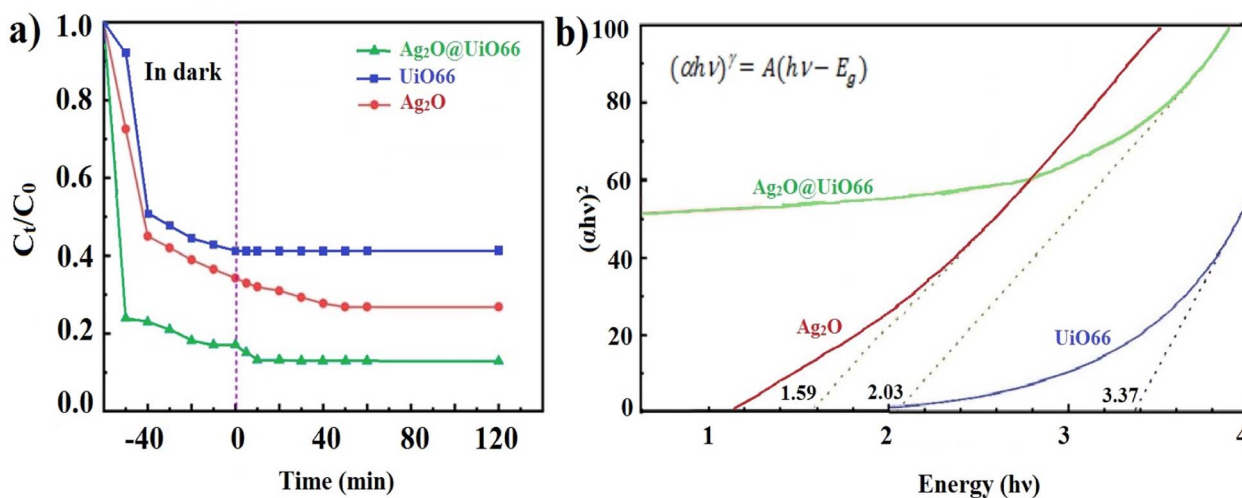 a)
In dark
Ag₂O@UiO66
UiO66
Ag₂O
Cₜ/C₀
1.0
0.8
0.6
0.4
0.2
0.0
-40
0
40
80
120
Time (min)
b)
(αhν)^γ = A(hν − E_g)
(αhν)²
100
80
60
40
20
0
Ag₂O@UiO66
Ag₂O
UiO66
1.59
2.03
3.37
1
2
3
4
Energy (hν)